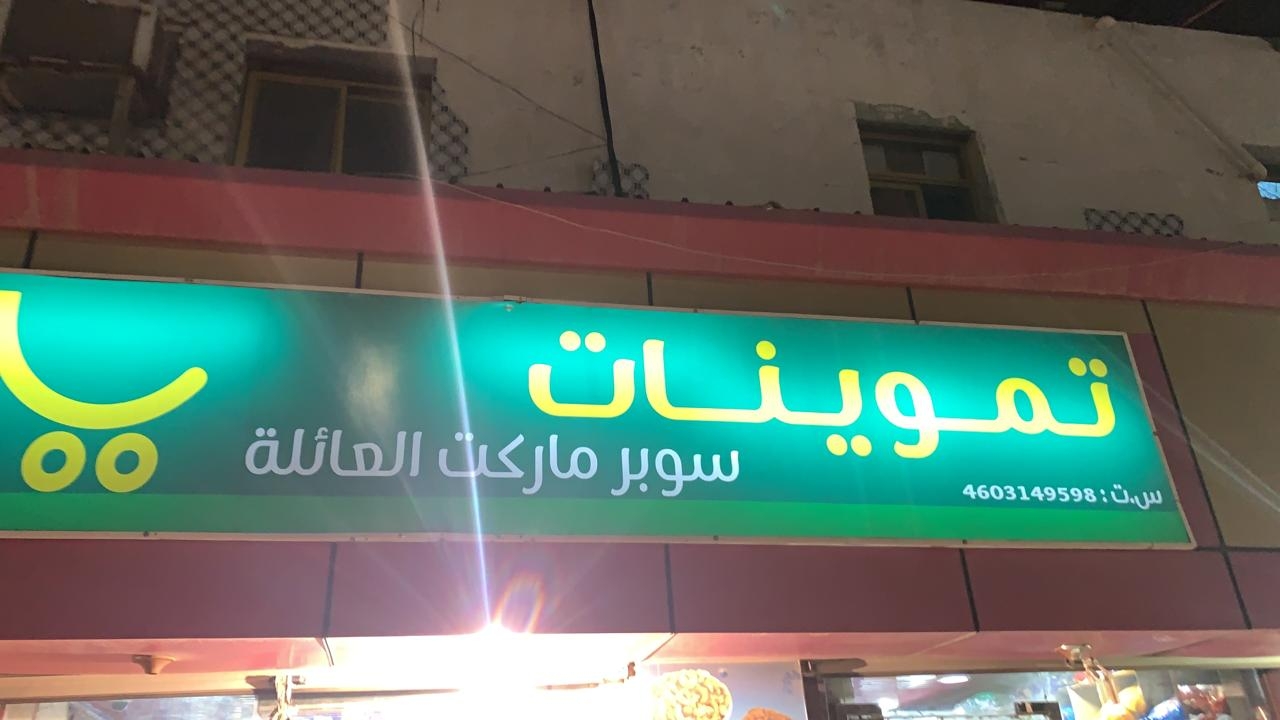 تموينات
سوبر ماركت العائلة
س.ت : 4603149598